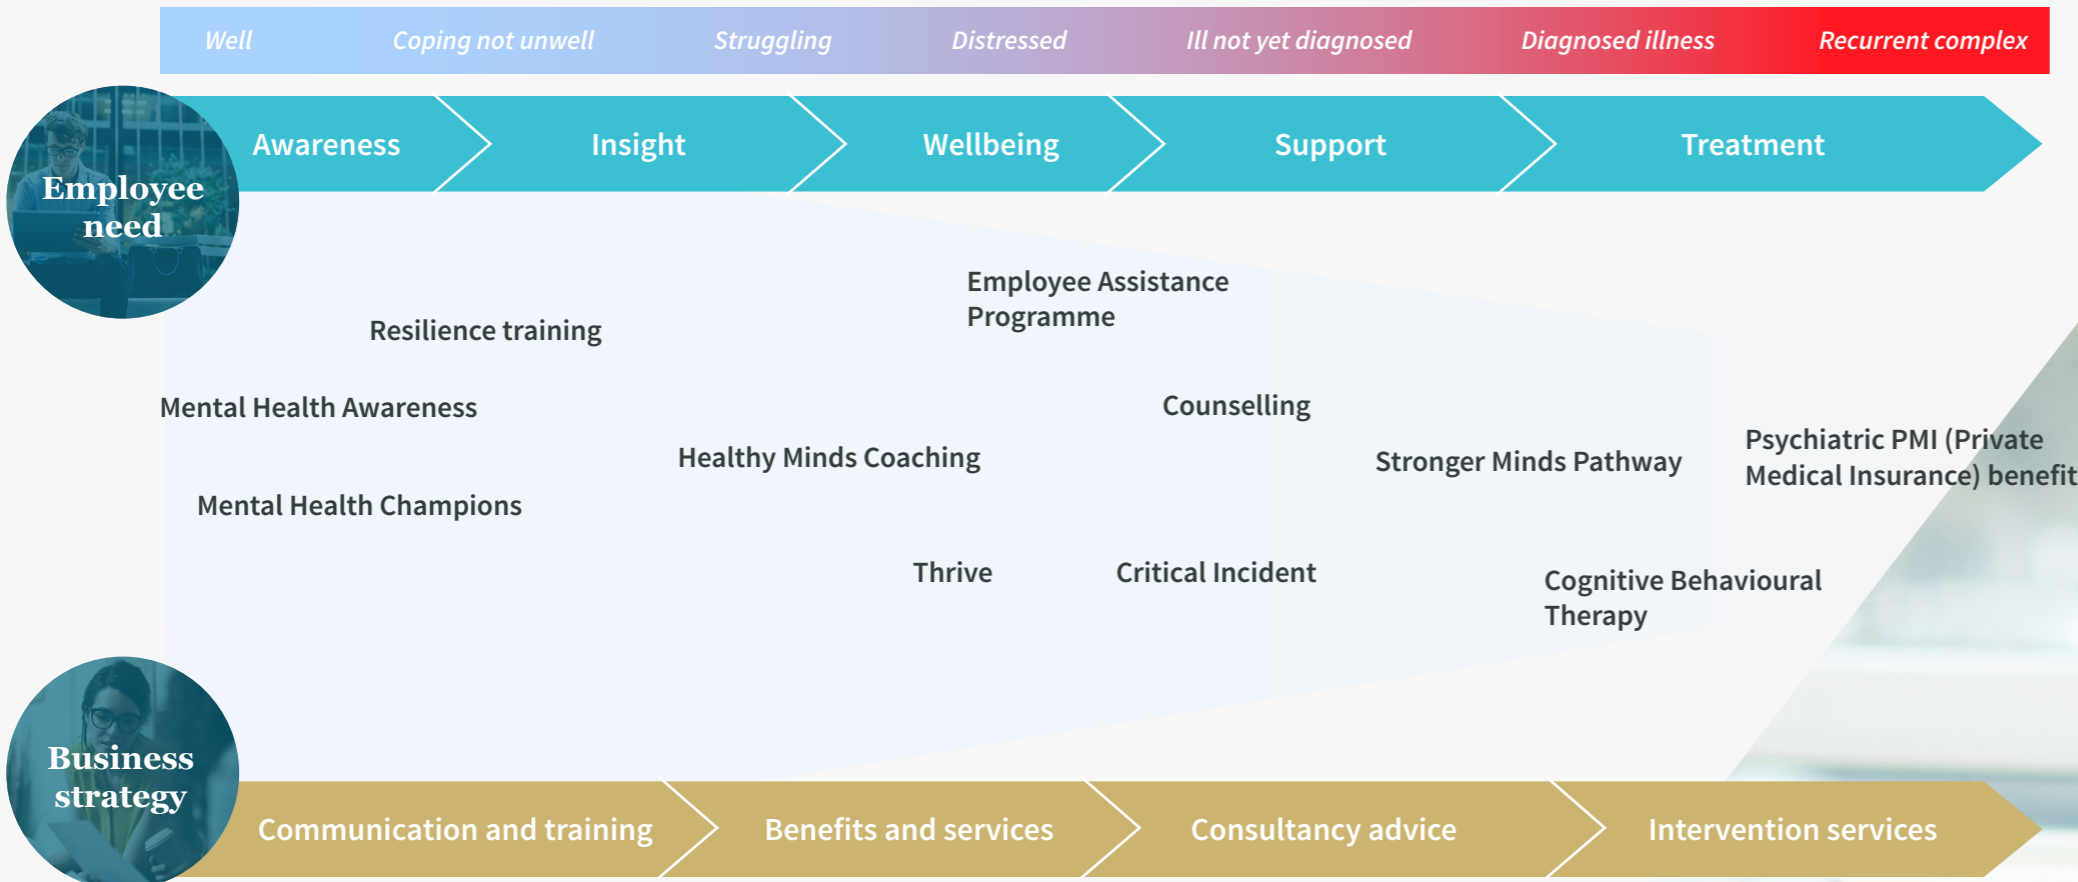 Well Coping not unwell Struggling Distressed Ill not yet diagnosed Diagnosed illness Recurrent complex
Employee
need
Awareness Insight Wellbeing Support Treatment
Employee Assistance
Programme
Resilience training
Mental Health Awareness
Counselling
Healthy Minds Coaching
Stronger Minds Pathway
Psychiatric PMI (Private
Medical Insurance) benefit
Mental Health Champions
Thrive
Critical Incident
Cognitive Behavioural
Therapy
Business
strategy
Communication and training Benefits and services Consultancy advice Intervention services